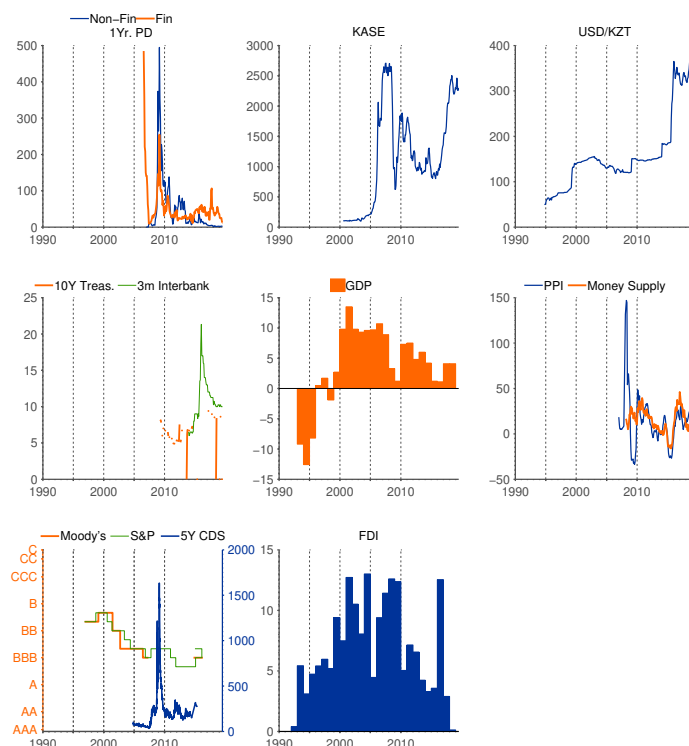 Non−Fin Fin
1Yr. PD
KASE
USD/KZT
500
400
300
200
100
0
1990 2000 2010
3000
2500
2000
1500
1000
500
0
1990 2000 2010
400
300
200
100
0
1990 2000 2010
10Y Treas. 3m Interbank
GDP
PPI Money Supply
25
20
15
10
5
0
1990 2000 2010
15
10
5
0
−5
−10
−15
1990 2000 2010
150
100
50
0
−50
1990 2000 2010
Moody's S&P 5Y CDS
FDI
C
CC
CCC
B
BB
BBB
A
AA
AAA
2000
1500
1000
500
0
1990 2000 2010
15
10
5
0
1990 2000 2010